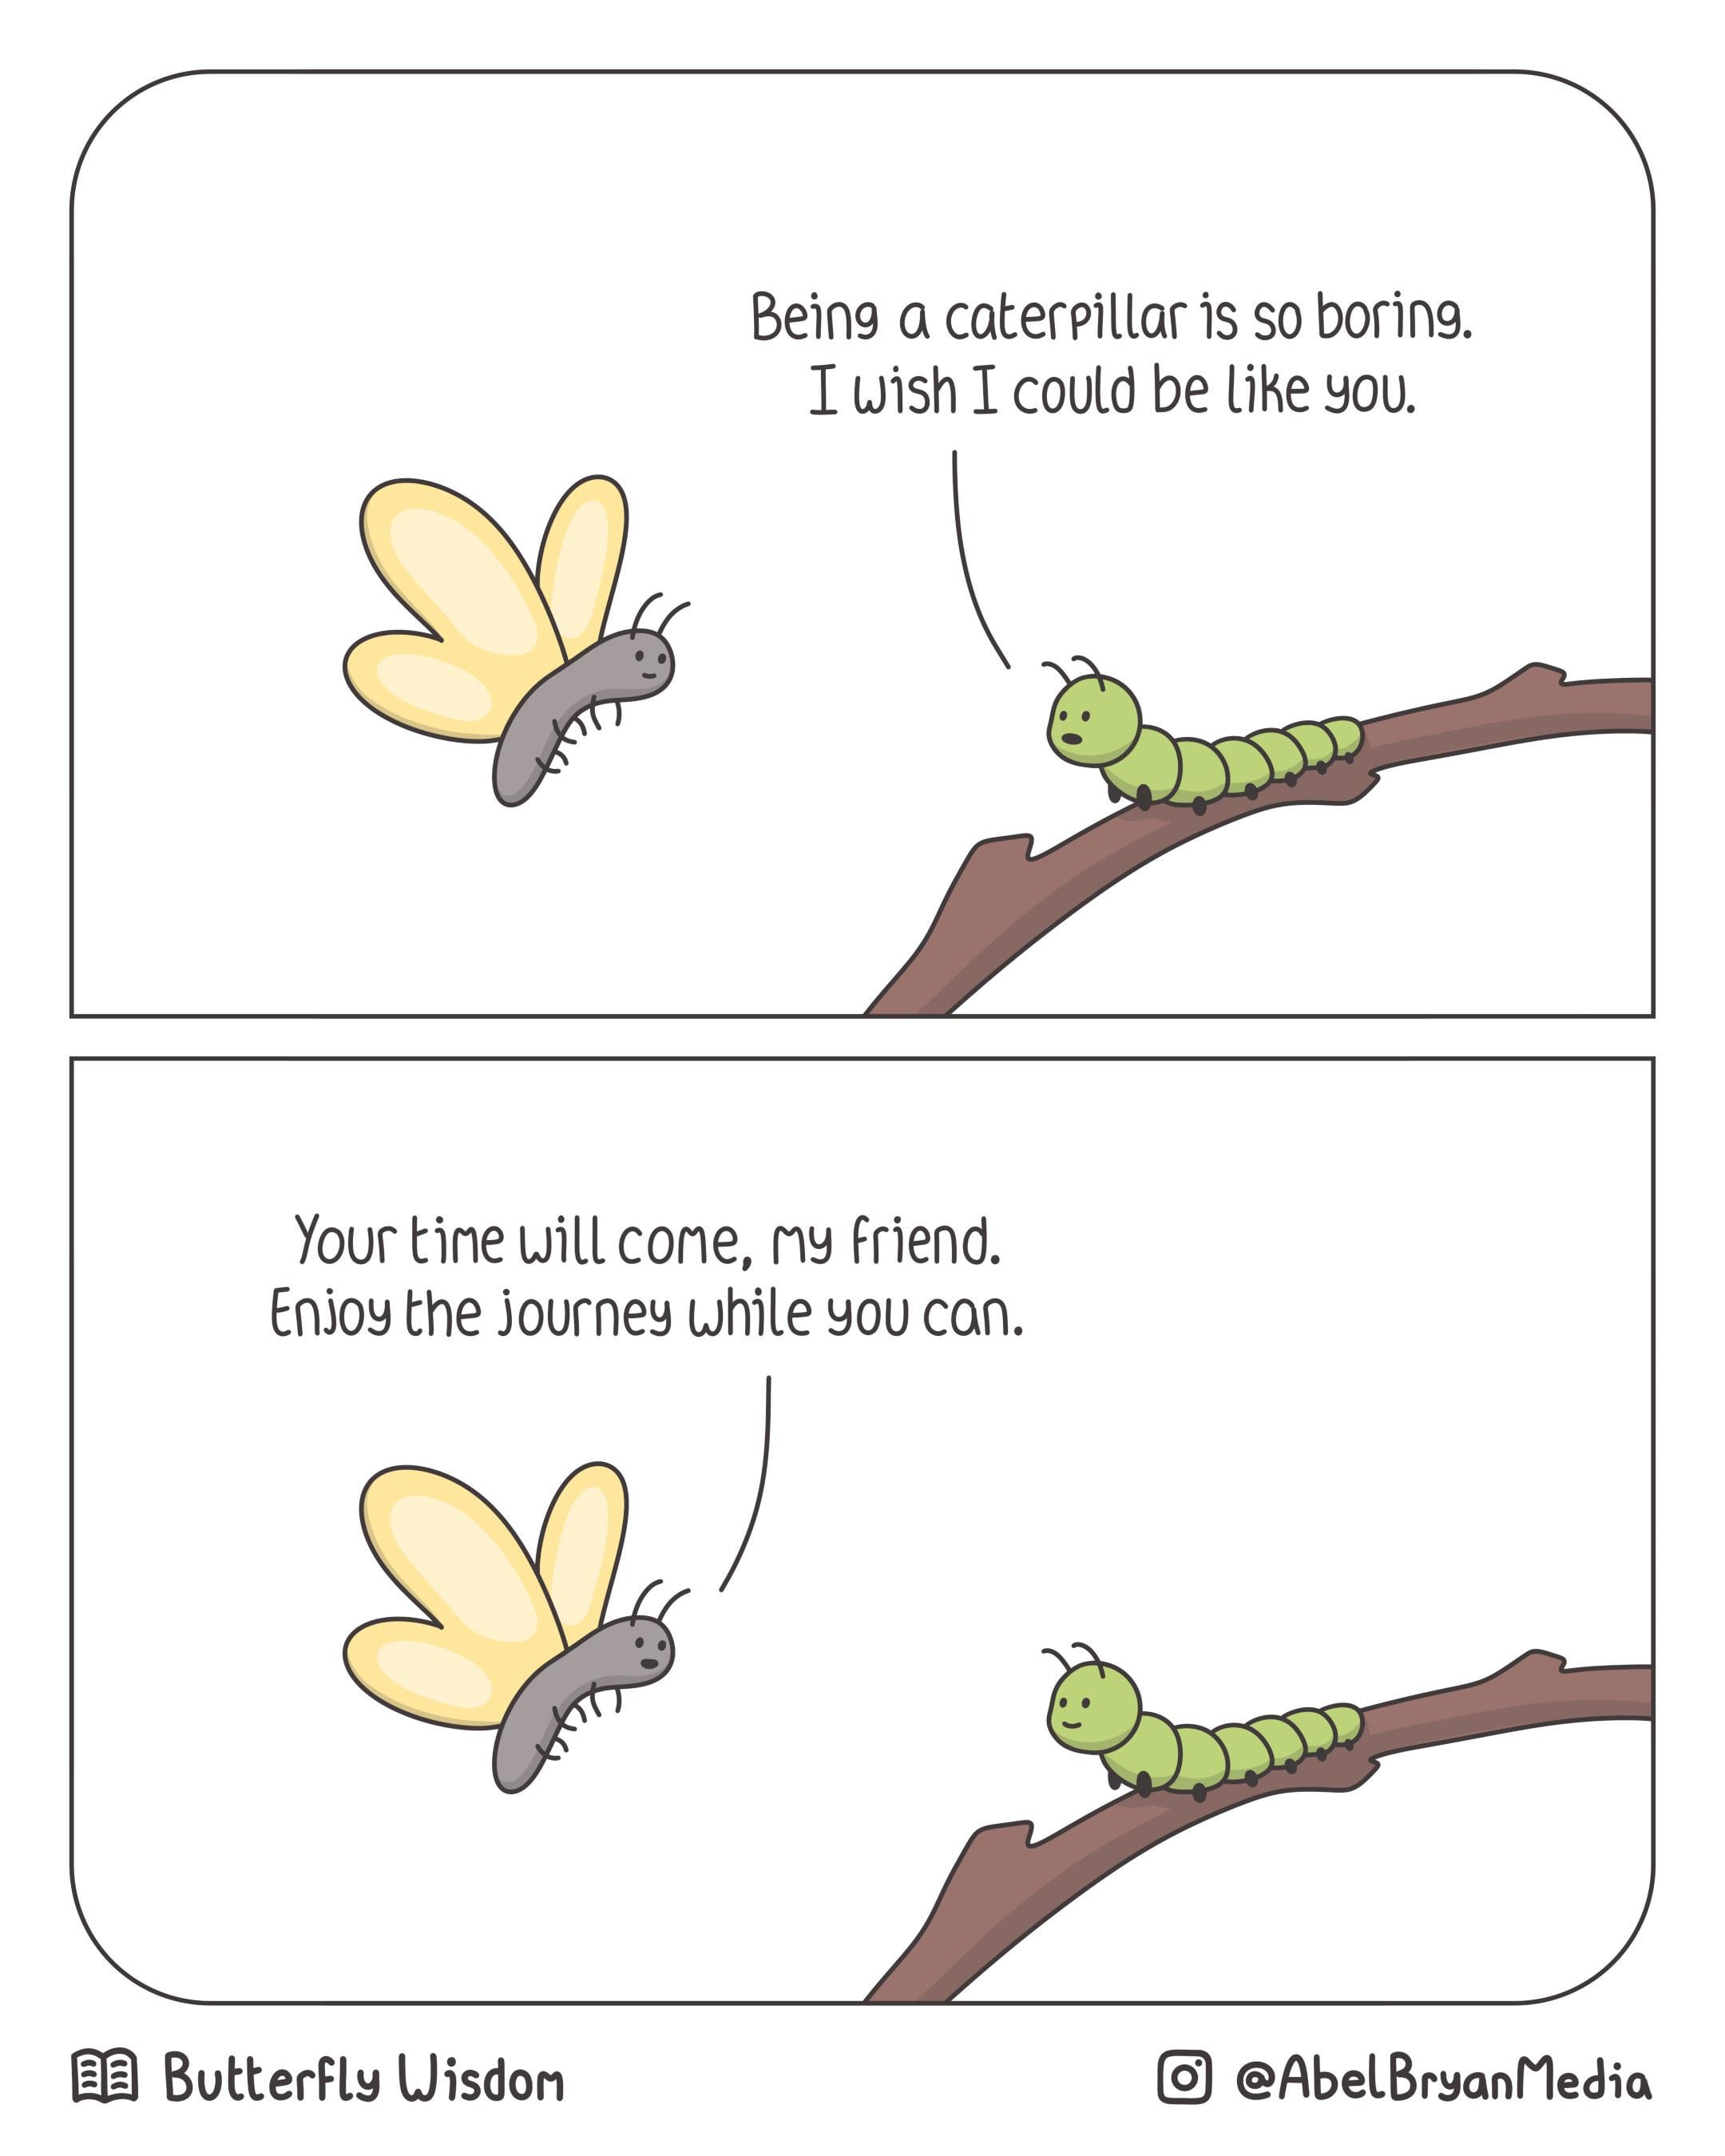 Being a caterpillar is so boring.
I wish I could be like you.
Your time will come, my friend.
Enjoy the journey while you can.
Butterfly Wisdom
@AbellBryanMedia